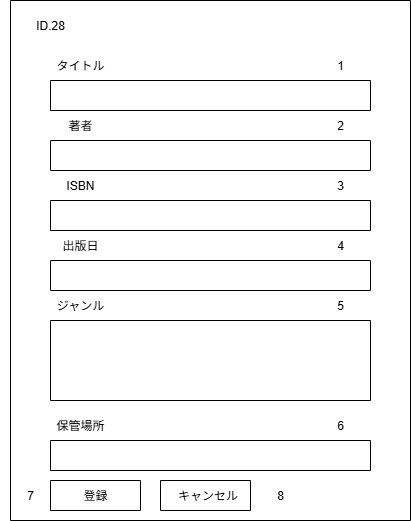 ID.28
タイトル 1
著者 2
ISBN 3
出版日 4
ジャンル 5
保管場所 6
7 登録 キャンセル 8